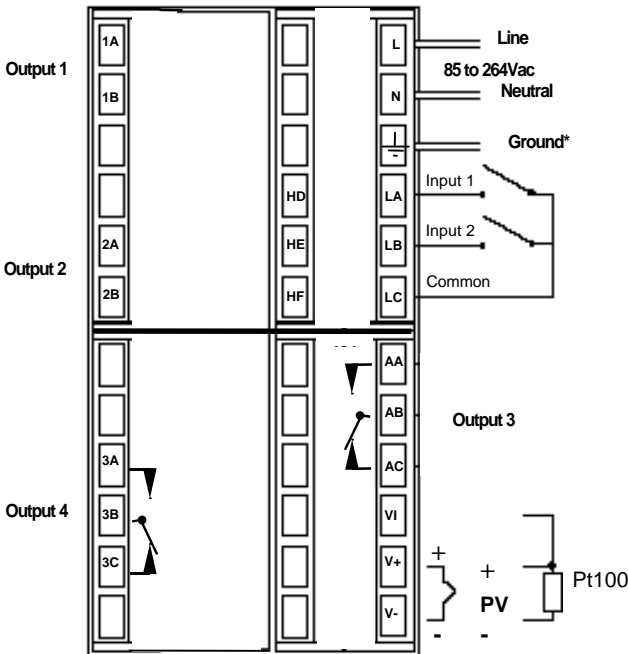 1A
L
Line
Output 1
85 to 264Vac
1B
N
Neutral
Ground*
Input 1
HD
LA
Input 2
2A
HE
LB
Output 2
Common
2B
HF
LC
AA
AB
Output 3
3A
AC
Output 4
3B
VI
3C
V+
+
+
Pt100
PV
V-
-
-